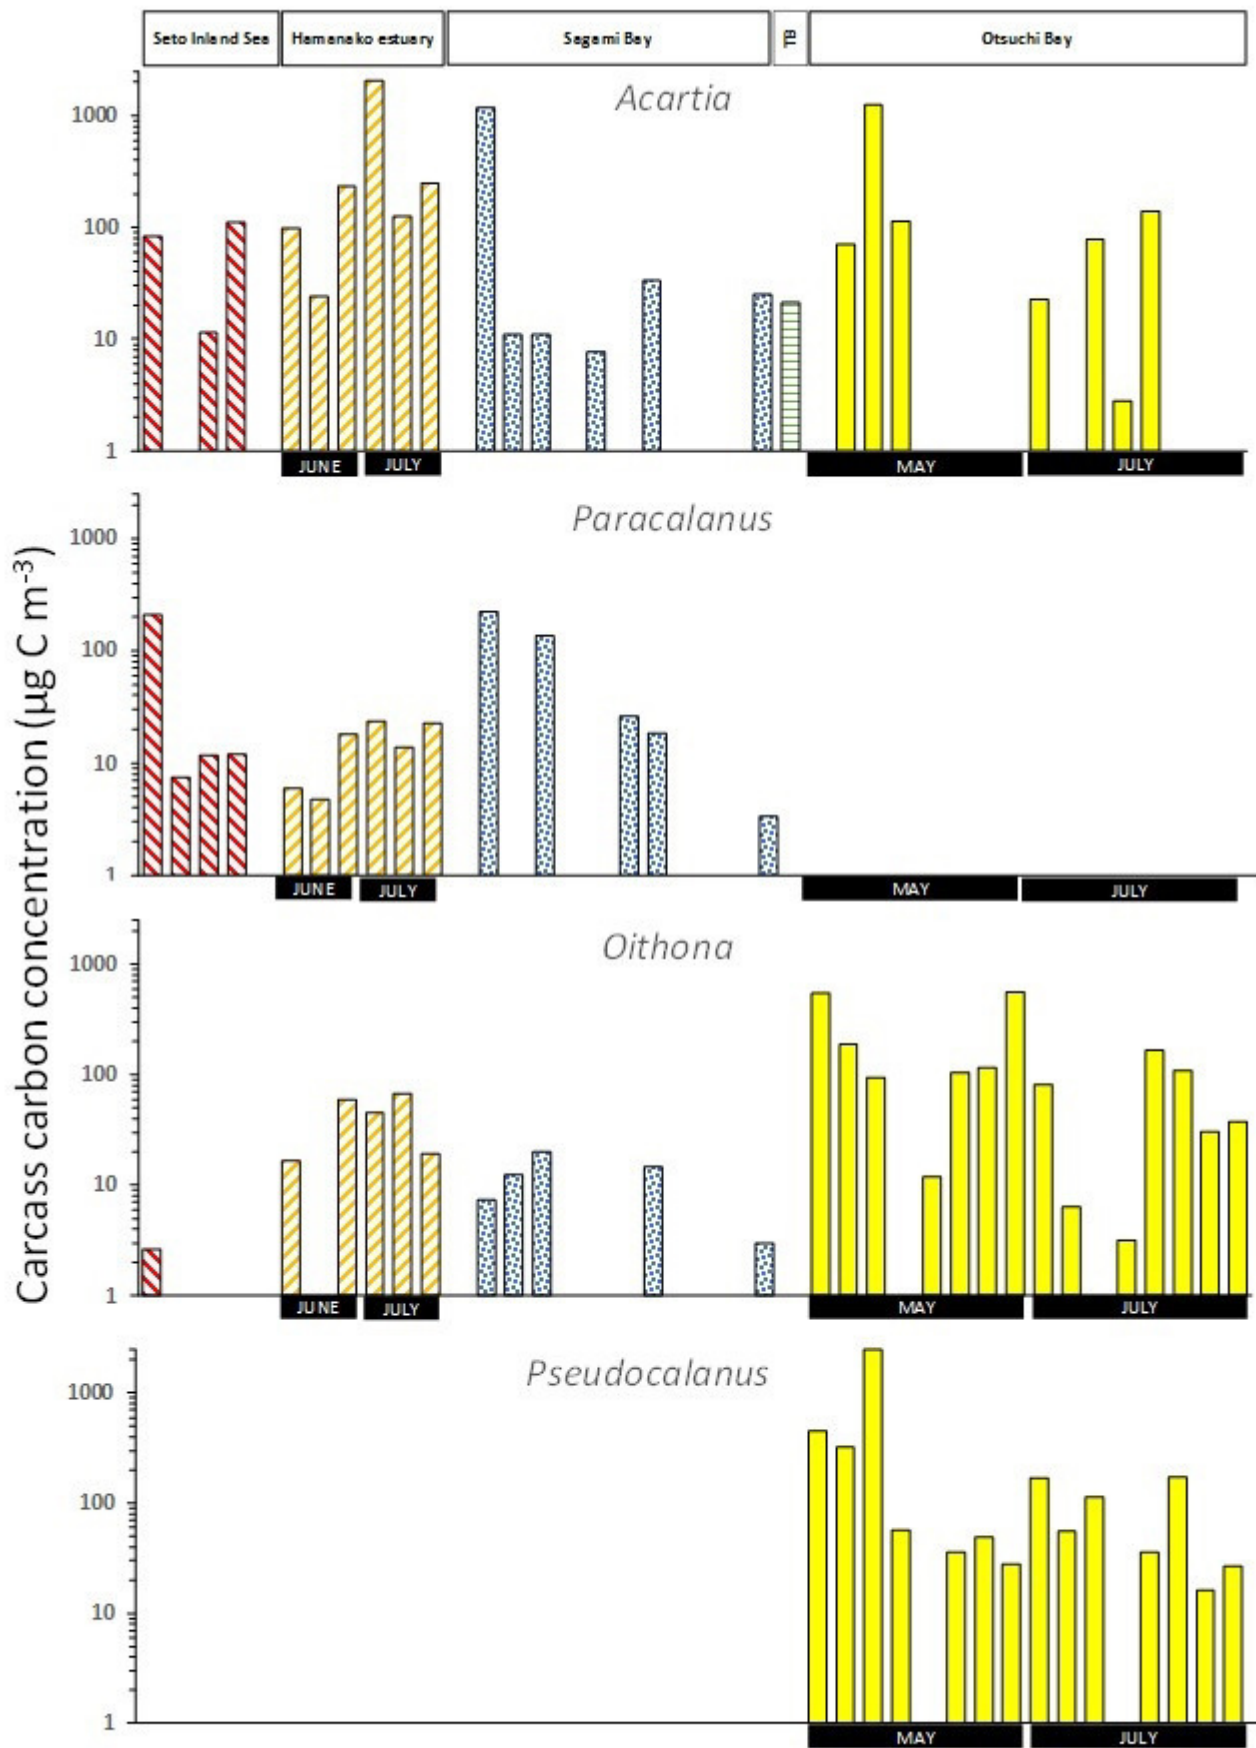 Seto Inland Sea Hamanako estuary Sagami Bay TB Otsuchi Bay
Carcass carbon concentration (µg C m⁻³)
Acartia
1000
100
10
1
JUNE JULY MAY JULY
Paracalanus
1000
100
10
1
JUNE JULY MAY JULY
Oithona
1000
100
10
1
JUNE JULY MAY JULY
Pseudocalanus
1000
100
10
1
MAY JULY